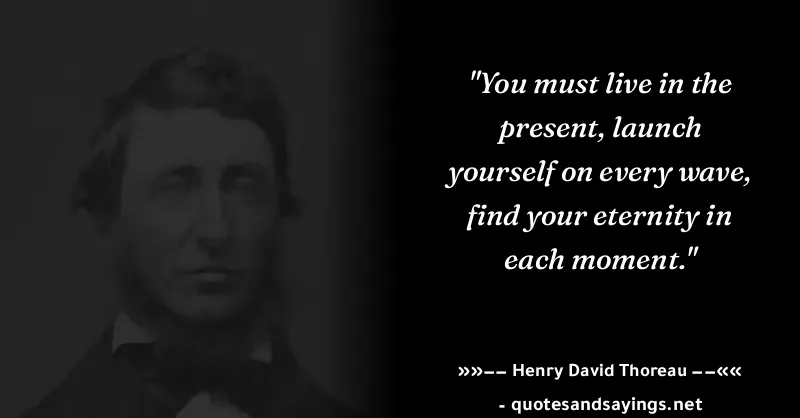 "You must live in the
present, launch
yourself on every wave,
find your eternity in
each moment."
»»−− Henry David Thoreau −−««
- quotesandsayings.net